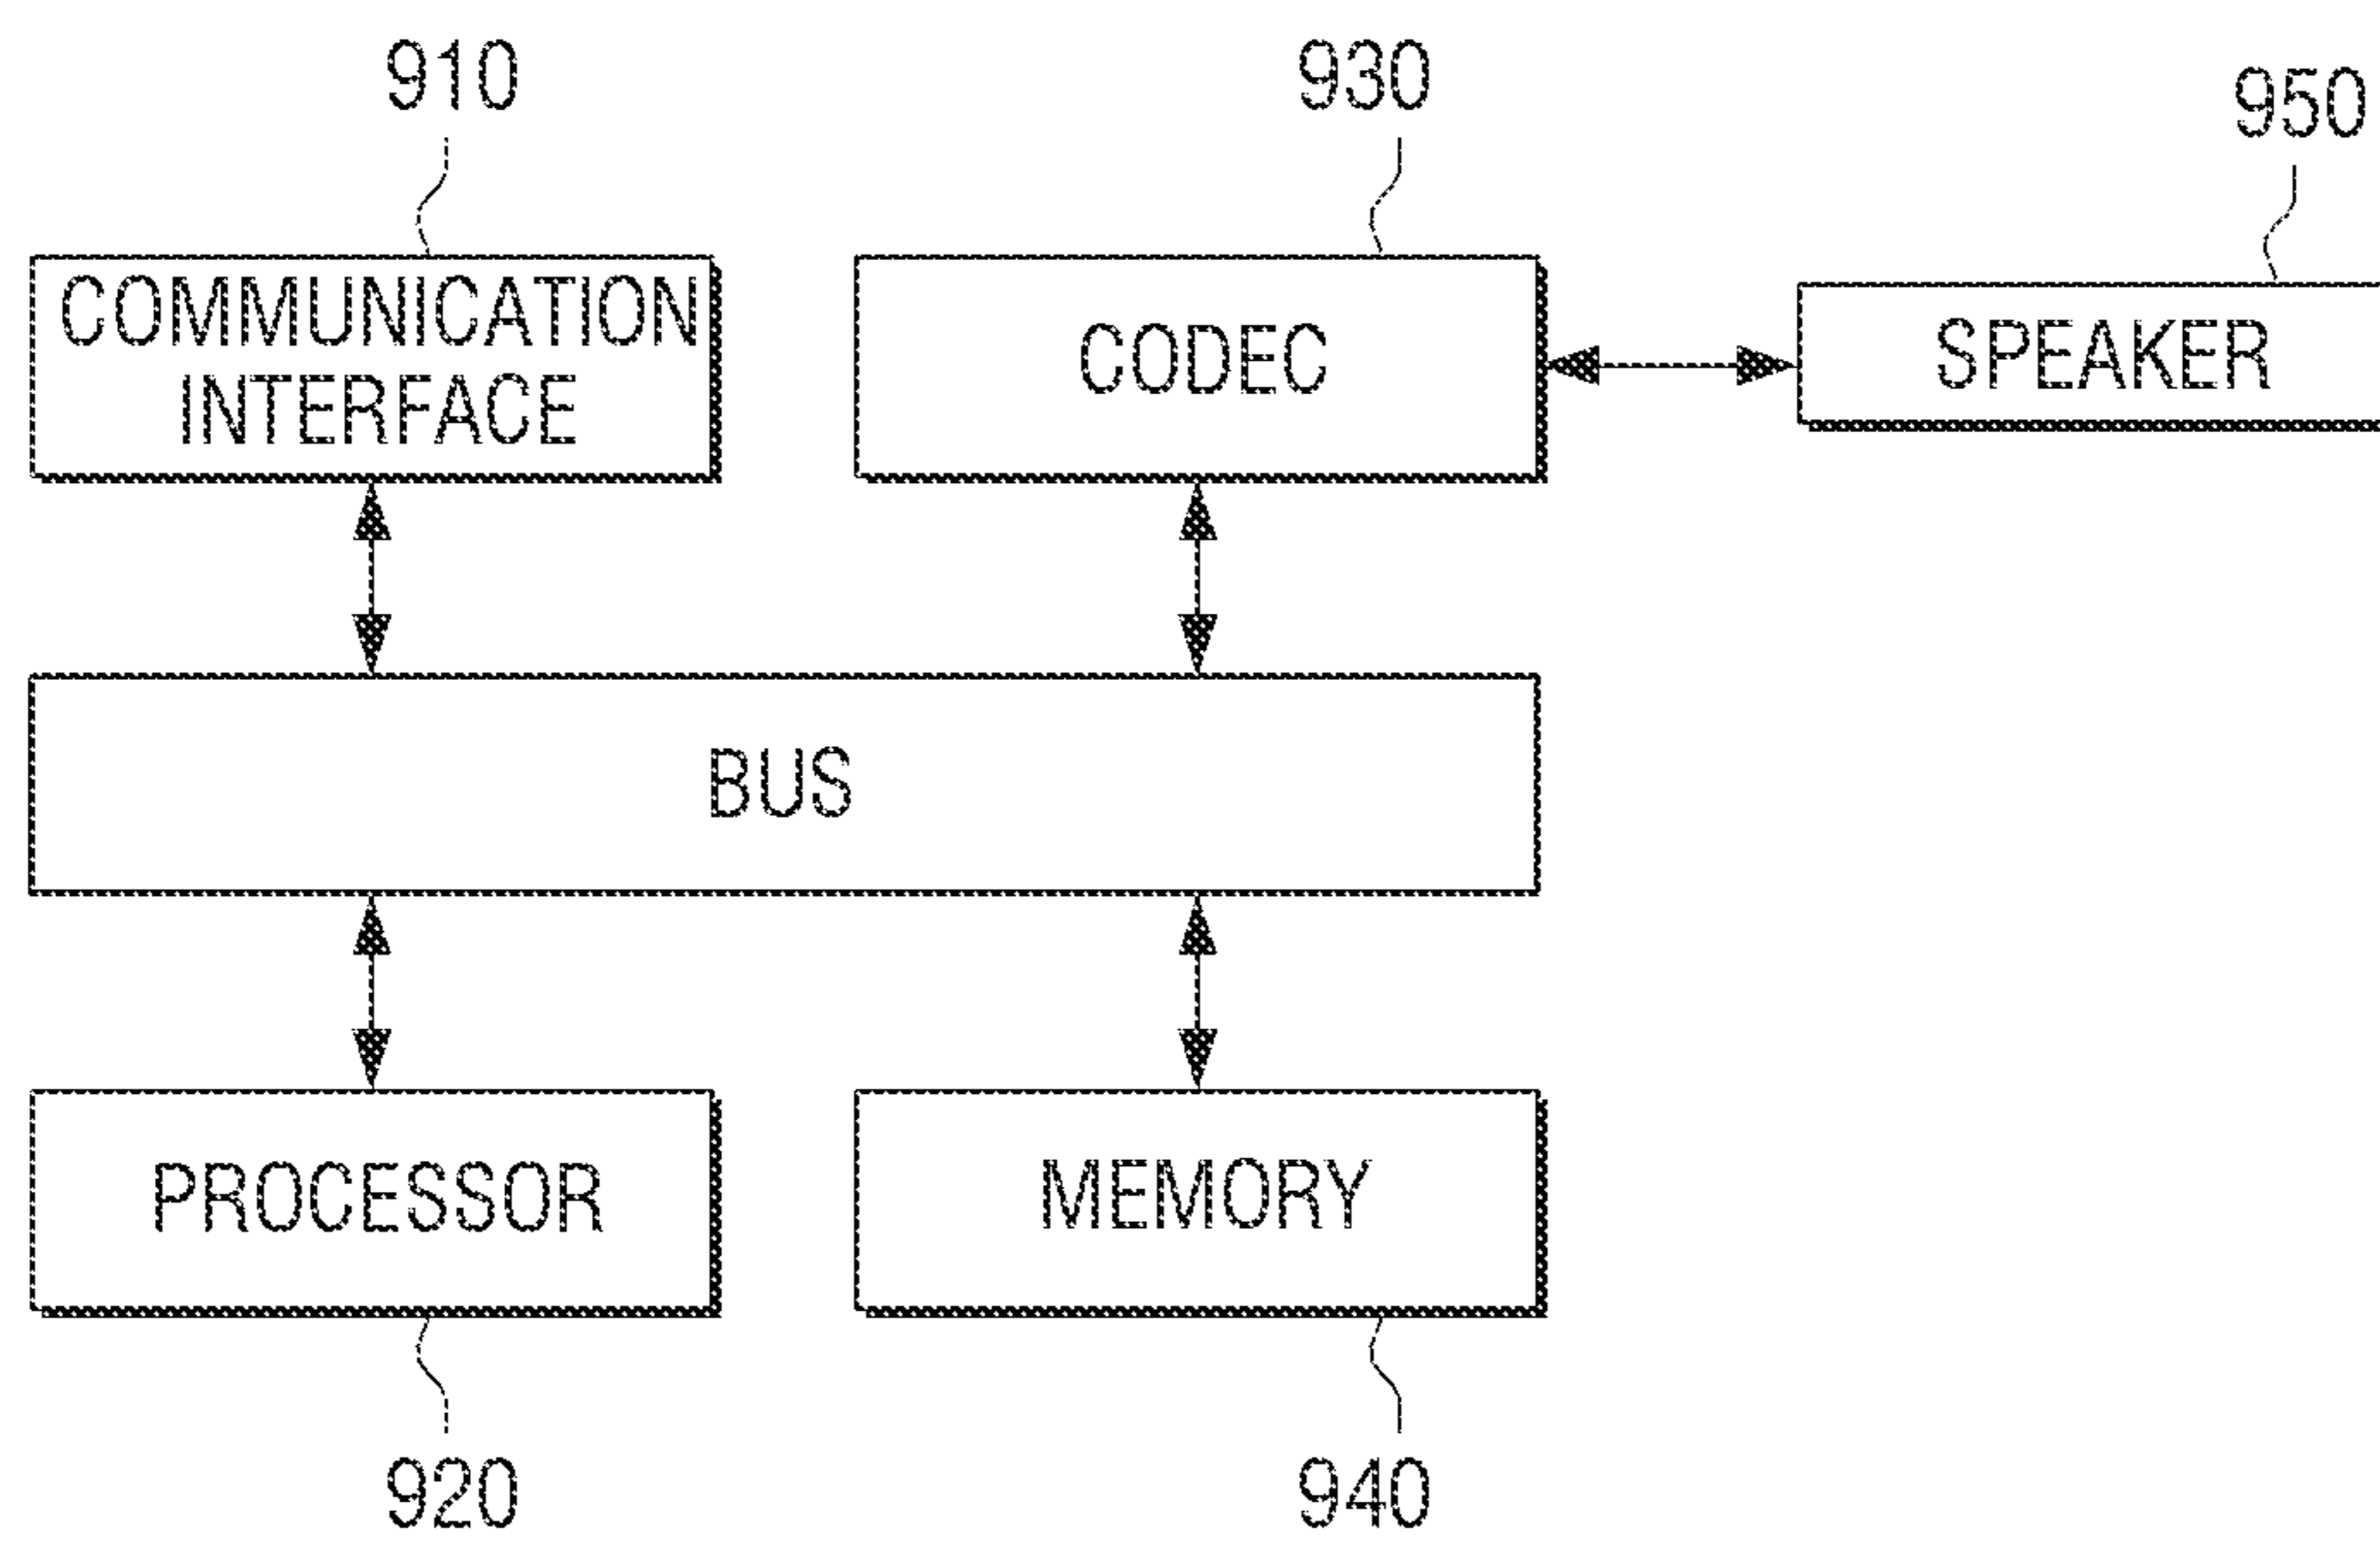 910
930
950
COMMUNICATION
INTERFACE
CODEC
SPEAKER
BUS
PROCESSOR
MEMORY
920
940